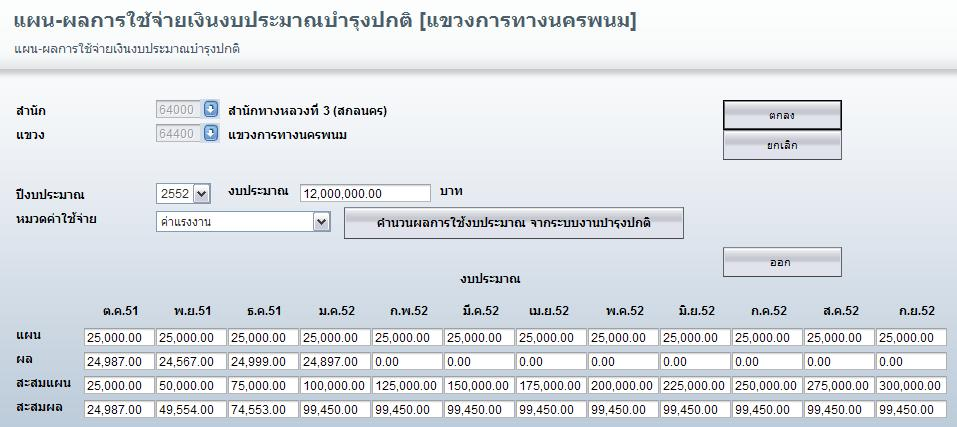 แผน-ผลการใช้จ่ายเงินงบประมาณบำรุงปกติ [แขวงการทางนครพนม]
แผน-ผลการใช้จ่ายเงินงบประมาณบำรุงปกติ
สำนัก 64000 สำนักทางหลวงที่ 3 (สกลนคร)
ตกลง
แขวง 64400 แขวงการทางนครพนม
ยกเลิก
ปีงบประมาณ 2552 งบประมาณ 12,000,000.00 บาท
หมวดค่าใช้จ่าย ค่าแรงงาน คำนวนผลการใช้งบประมาณ จากระบบงานบำรุงปกติ
ออก
งบประมาณ
ต.ค.51 พ.ย.51 ธ.ค.51 ม.ค.52 ก.พ.52 มี.ค.52 เม.ย.52 พ.ค.52 มิ.ย.52 ก.ค.52 ส.ค.52 ก.ย.52
แผน 25,000.00 25,000.00 25,000.00 25,000.00 25,000.00 25,000.00 25,000.00 25,000.00 25,000.00 25,000.00 25,000.00 25,000.00
ผล 24,987.00 24,567.00 24,999.00 24,897.00 0.00 0.00 0.00 0.00 0.00 0.00 0.00 0.00
สะสมแผน 25,000.00 50,000.00 75,000.00 100,000.00 125,000.00 150,000.00 175,000.00 200,000.00 225,000.00 250,000.00 275,000.00 300,000.00
สะสมผล 24,987.00 49,554.00 74,553.00 99,450.00 99,450.00 99,450.00 99,450.00 99,450.00 99,450.00 99,450.00 99,450.00 99,450.00